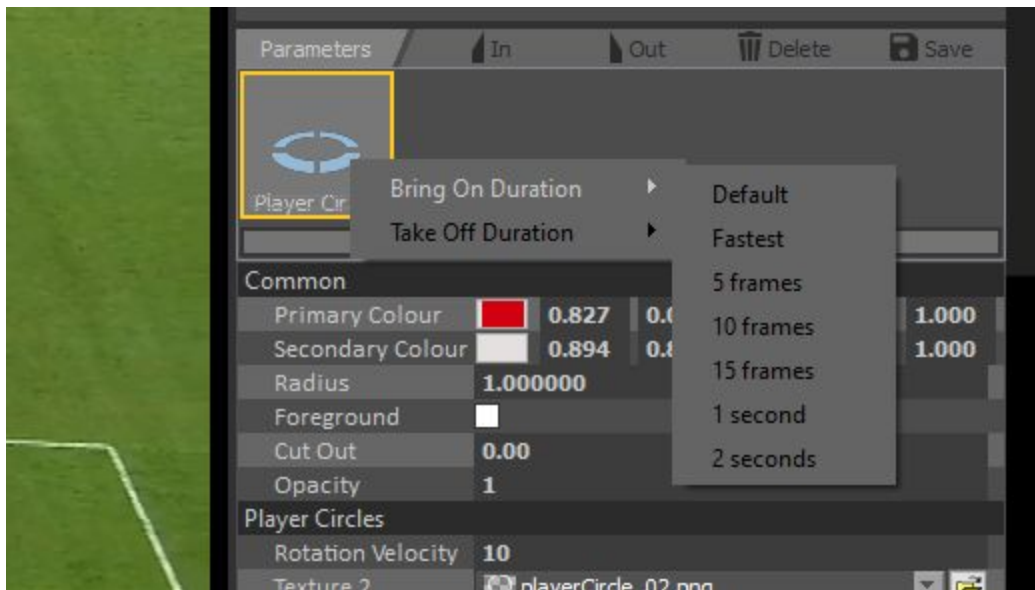 Parameters In Out Delete Save
Player Cir
Bring On Duration
Take Off Duration
Default
Fastest
5 frames
10 frames
15 frames
1 second
2 seconds
Common
Primary Colour 0.827 1.000
Secondary Colour 0.894 1.000
Radius 1.000000
Foreground
Cut Out 0.00
Opacity 1
Player Circles
Rotation Velocity 10
Texture 2 playerCircle_02.png